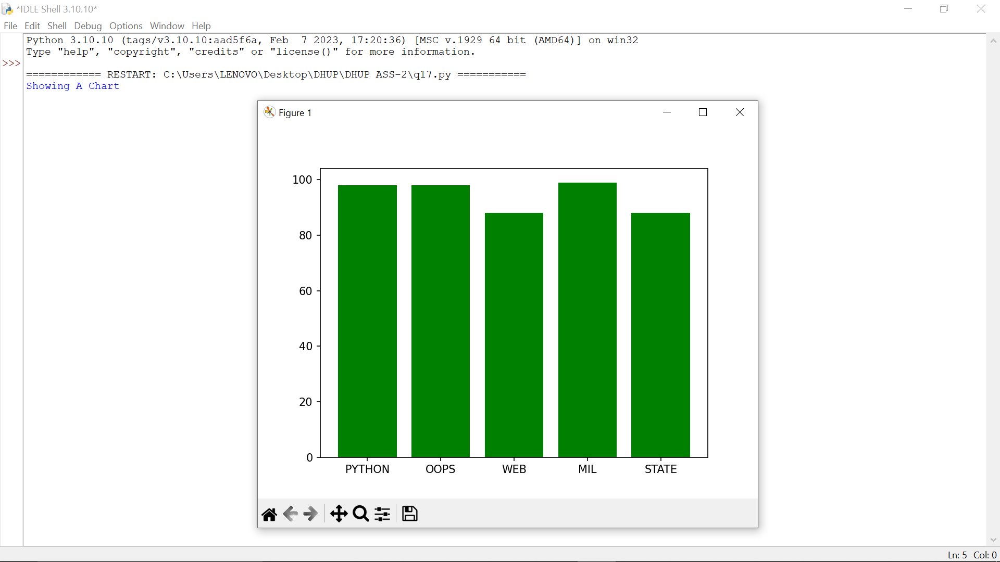 *IDLE Shell 3.10.10*
File Edit Shell Debug Options Window Help
Python 3.10.10 (tags/v3.10.10:aad5f6a, Feb  7 2023, 17:20:36) [MSC v.1929 64 bit (AMD64)] on win32
Type "help", "copyright", "credits" or "license()" for more information.
>>>
============ RESTART: C:\Users\LENOVO\Desktop\DHUP\DHUP ASS-2\q17.py ===========
Showing A Chart
Figure 1
100
80
60
40
20
0
PYTHON OOPS WEB MIL STATE
Ln: 5 Col: 0